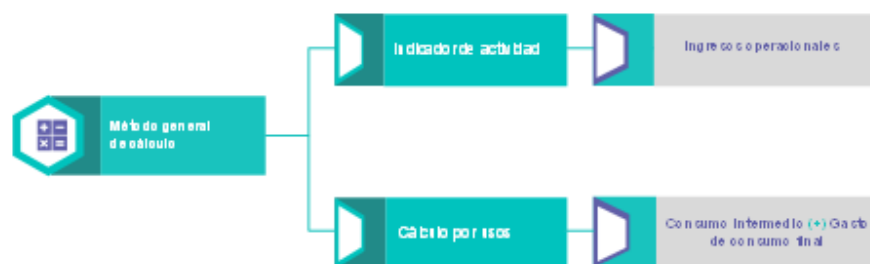 Método general
de cálculo
Indicador de actividad
Ingresos operacionales
Cálculo por usos
Consumo Intermedio (+) Gasto
de consumo final